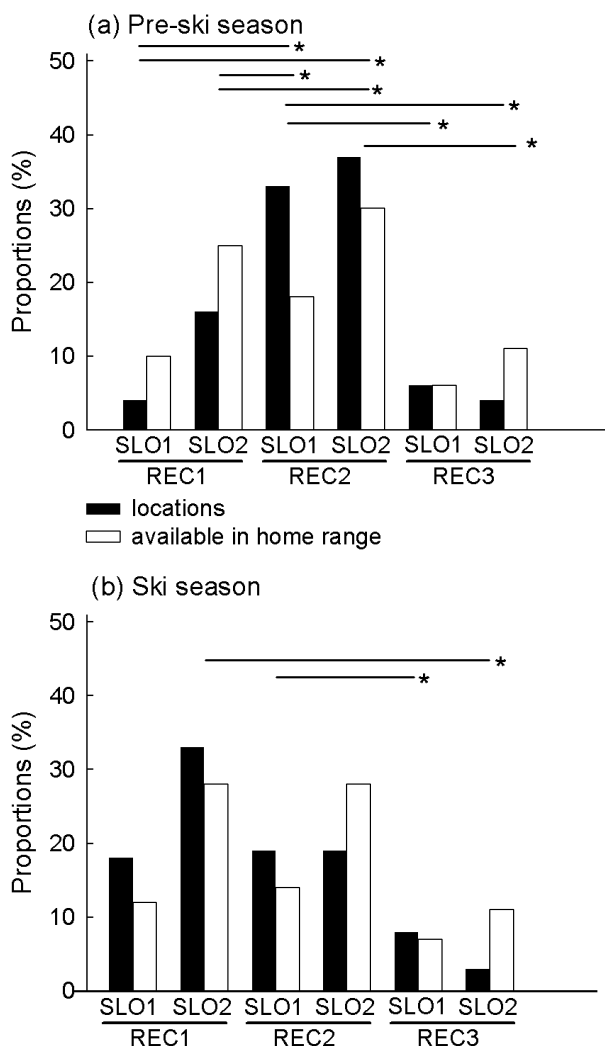 (a) Pre-ski season
*
*
*
*
*
*
*
50
40
30
20
10
0
Proportions (%)
SLO1 SLO2 SLO1 SLO2 SLO1 SLO2
REC1 REC2 REC3
locations
available in home range
(b) Ski season
*
*
50
40
30
20
10
0
Proportions (%)
SLO1 SLO2 SLO1 SLO2 SLO1 SLO2
REC1 REC2 REC3